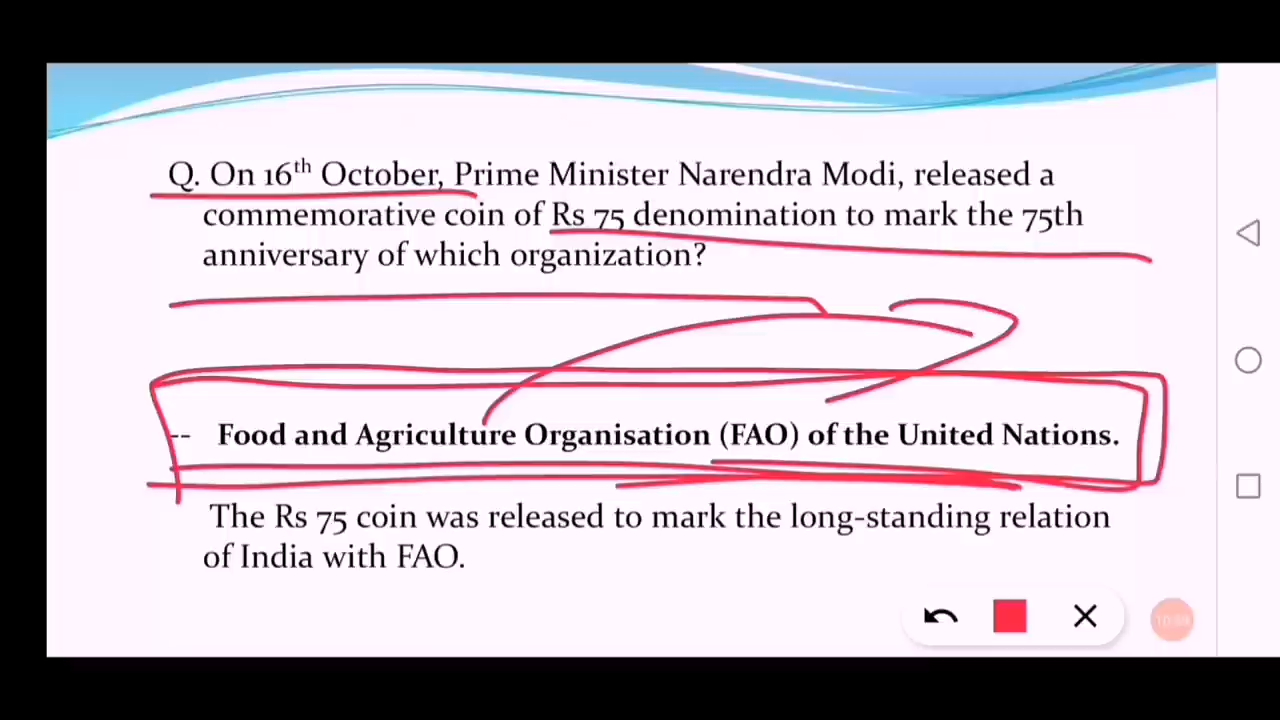 Q. On 16th October, Prime Minister Narendra Modi, released a
commemorative coin of Rs 75 denomination to mark the 75th
anniversary of which organization?
-- Food and Agriculture Organisation (FAO) of the United Nations.
The Rs 75 coin was released to mark the long-standing relation
of India with FAO.